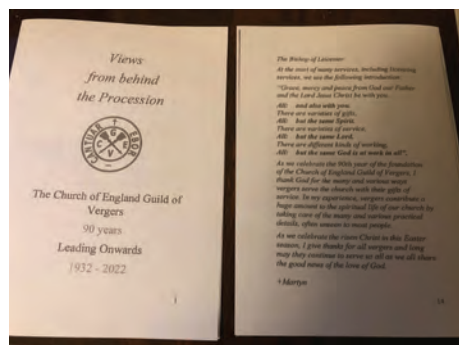 Views
from behind
the Procession
CANTUAR EBOR
C G E V
The Church of England Guild of
Vergers
90 years
Leading Onwards
1932 - 2022
1
The Bishop of Leicester
At the start of many services, including licensing
services, we use the following introduction:
"Grace, mercy and peace from God our Father
and the Lord Jesus Christ be with you.
All: and also with you.
There are varieties of gifts,
All: but the same Spirit.
There are varieties of service,
All: but the same Lord.
There are different kinds of working,
All: but the same God is at work in all".
As we celebrate the 90th year of the foundation
of the Church of England Guild of Vergers, I
thank God for the many and various ways
vergers serve the church with their gifts of
service. In my experience, vergers contribute a
huge amount to the spiritual life of our church by
taking care of the many and various practical
details, often unseen to most people.
As we celebrate the risen Christ in this Easter
season, I give thanks for all vergers and long
may they continue to serve us all as we all share
the good news of the love of God.
+Martyn